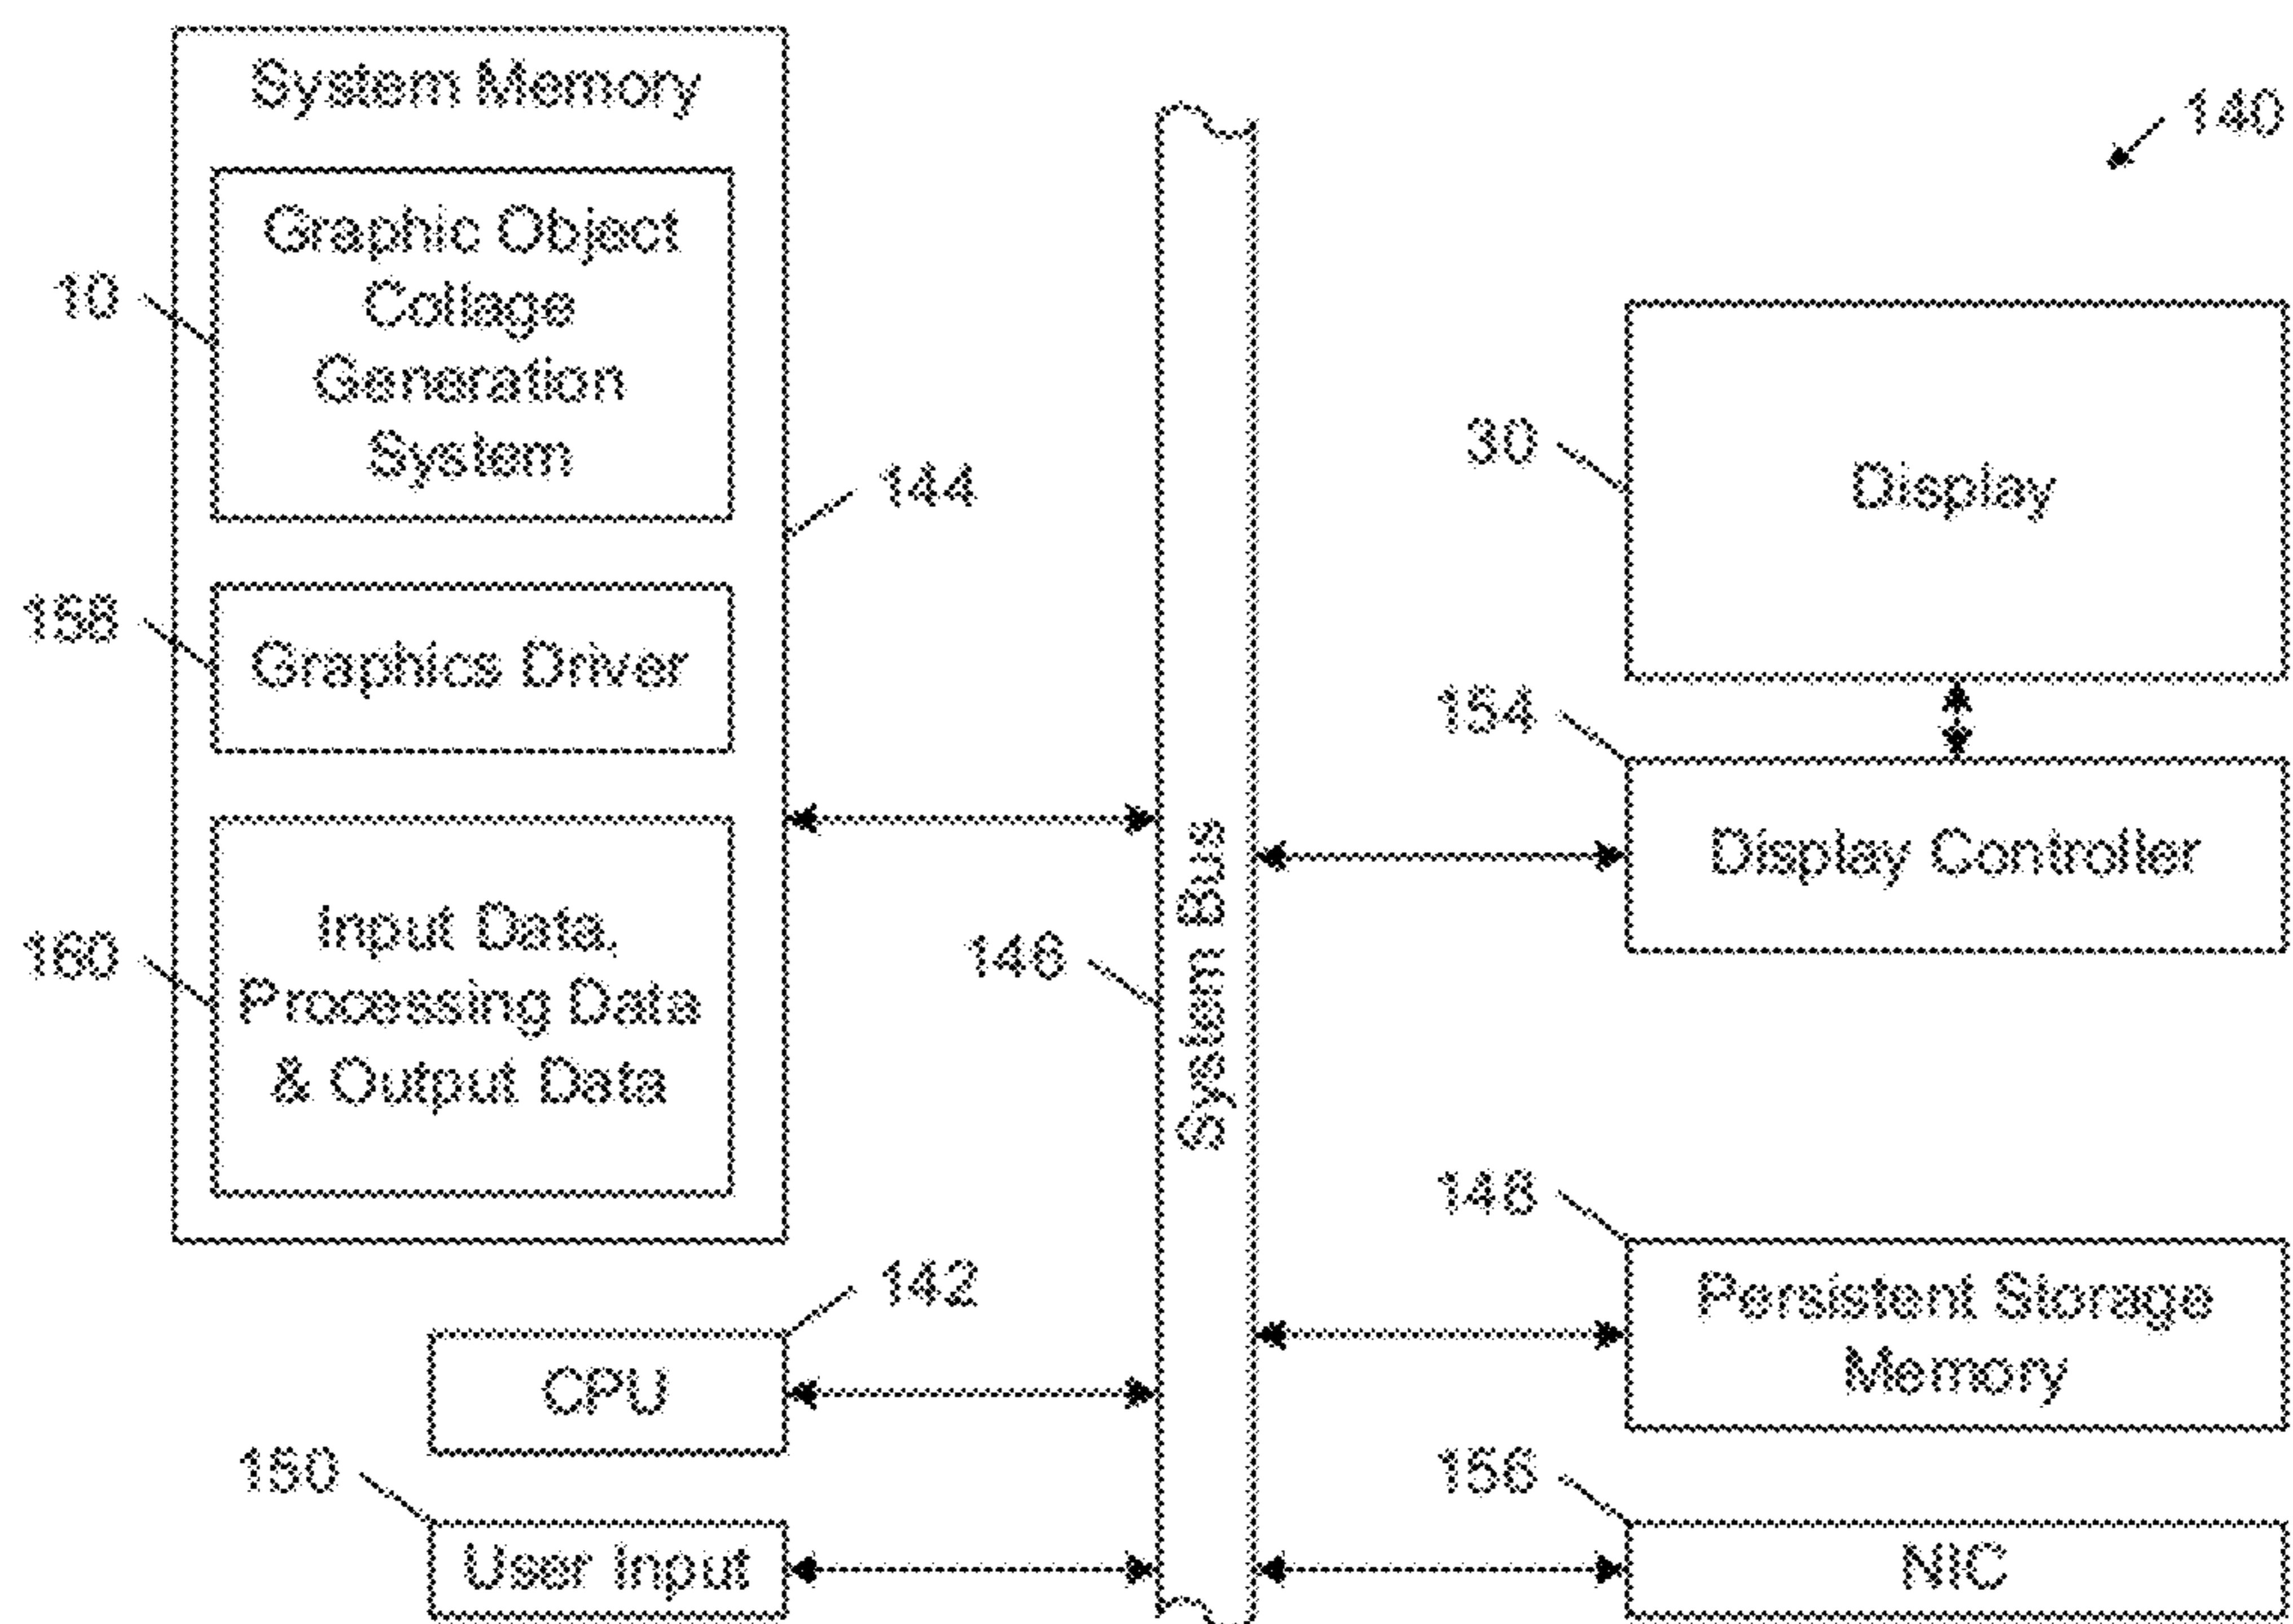 System Memory
140
Graphic Object
Collage
Generation
System
10
144
30
Display
158
Graphics Driver
154
Display Controller
160
Input Data,
Processing Data
& Output Data
146
System Bus
148
Persistent Storage
Memory
142
CPU
150
User Input
156
NIC